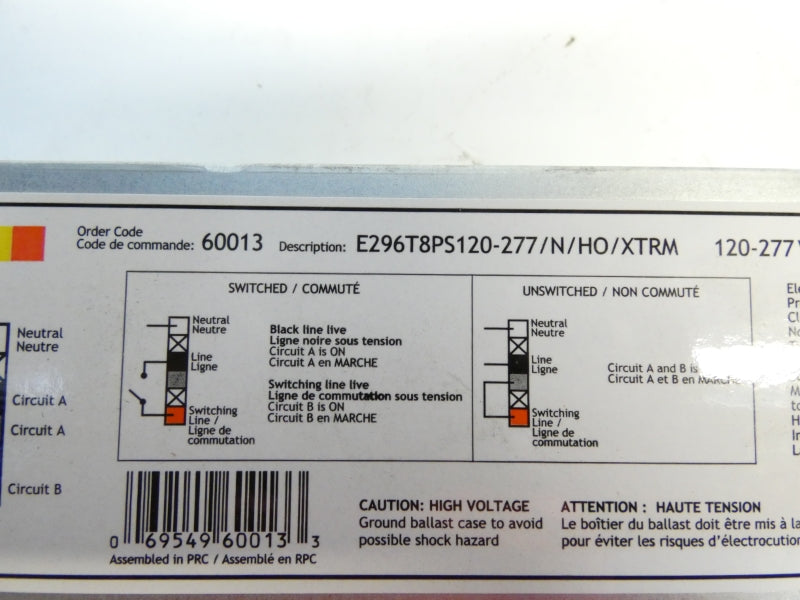 Order Code
Code de commande: 60013 Description: E296T8PS120-277/N/HO/XTRM 120-277
SWITCHED / COMMUTÉ
Neutral
Neutre
Line
Ligne
Switching
Line /
Ligne de
commutation
Black line live
Ligne noire sous tension
Circuit A is ON
Circuit A en MARCHE
Switching line live
Ligne de commutation sous tension
Circuit B is ON
Circuit B en MARCHE
UNSWITCHED / NON COMMUTÉ
Neutral
Neutre
Line
Ligne
Switching
Line /
Ligne de
commutation
Circuit A and B is
Circuit A et B en MARCHE
Neutral
Neutre
Circuit A
Circuit A
Circuit B
0 69549 60013 3
Assembled in PRC / Assemblé en RPC
CAUTION: HIGH VOLTAGE
Ground ballast case to avoid
possible shock hazard
ATTENTION : HAUTE TENSION
Le boîtier du ballast doit être mis à la
pour éviter les risques d'électrocution